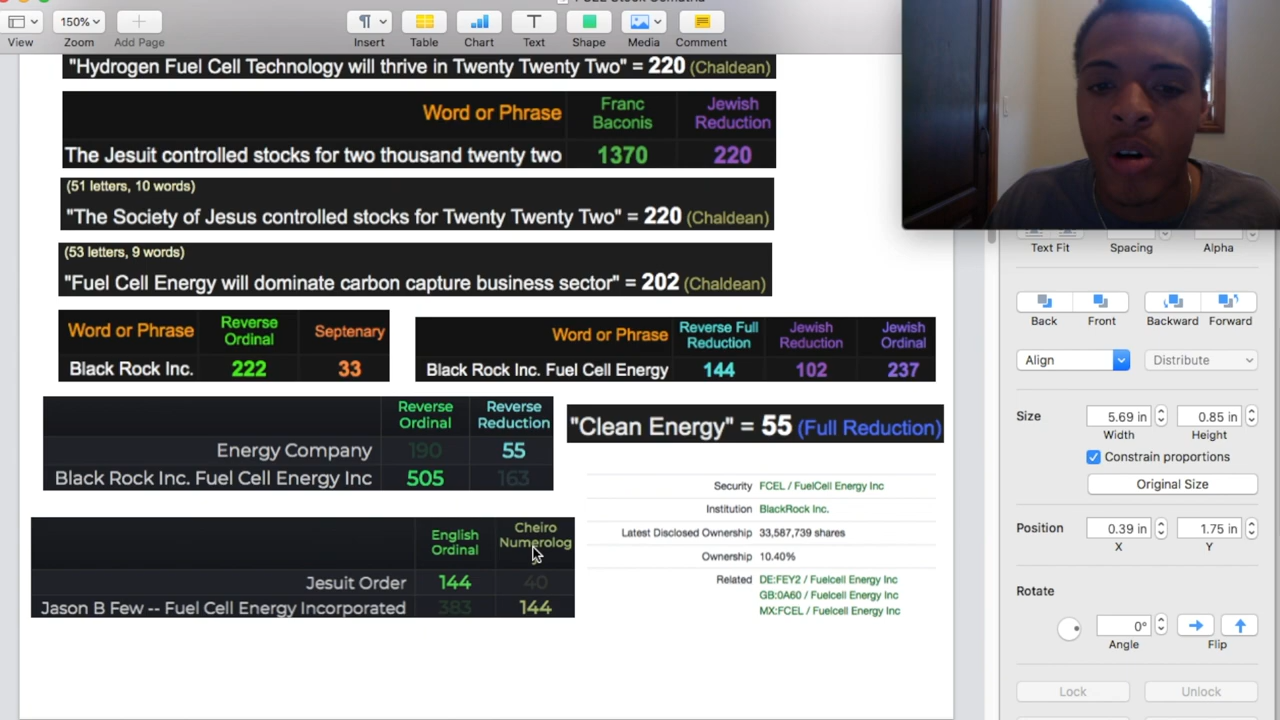 150%
View
Zoom
Add Page
Insert
Table
Chart
Text
Shape
Media
Comment
"Hydrogen Fuel Cell Technology will thrive in Twenty Twenty Two" = 220 (Chaldean)
Word or Phrase Franc Baconis Jewish Reduction
The Jesuit controlled stocks for two thousand twenty two 1370 220
(51 letters, 10 words)
"The Society of Jesus controlled stocks for Twenty Twenty Two" = 220 (Chaldean)
(53 letters, 9 words)
"Fuel Cell Energy will dominate carbon capture business sector" = 202 (Chaldean)
Word or Phrase Reverse Ordinal Septenary
Black Rock Inc. 222 33
Word or Phrase Reverse Full Reduction Jewish Reduction Jewish Ordinal
Black Rock Inc. Fuel Cell Energy 144 102 237
Reverse Ordinal Reverse Reduction
Energy Company 190 55
Black Rock Inc. Fuel Cell Energy Inc 505 163
"Clean Energy" = 55 (Full Reduction)
Security FCEL / FuelCell Energy Inc
Institution BlackRock Inc.
Latest Disclosed Ownership 33,587,739 shares
Ownership 10.40%
Related DE:FEY2 / Fuelcell Energy Inc
GB:0A60 / Fuelcell Energy Inc
MX:FCEL / Fuelcell Energy Inc
English Ordinal Cheiro Numerolog
Jesuit Order 144 40
Jason B Few -- Fuel Cell Energy Incorporated 383 144
Text Fit
Spacing
Alpha
Back
Front
Backward
Forward
Align
Distribute
Size
5.69 in
0.85 in
Width
Height
Constrain proportions
Original Size
Position
0.39 in
1.75 in
X
Y
Rotate
0°
Angle
Flip
Lock
Unlock